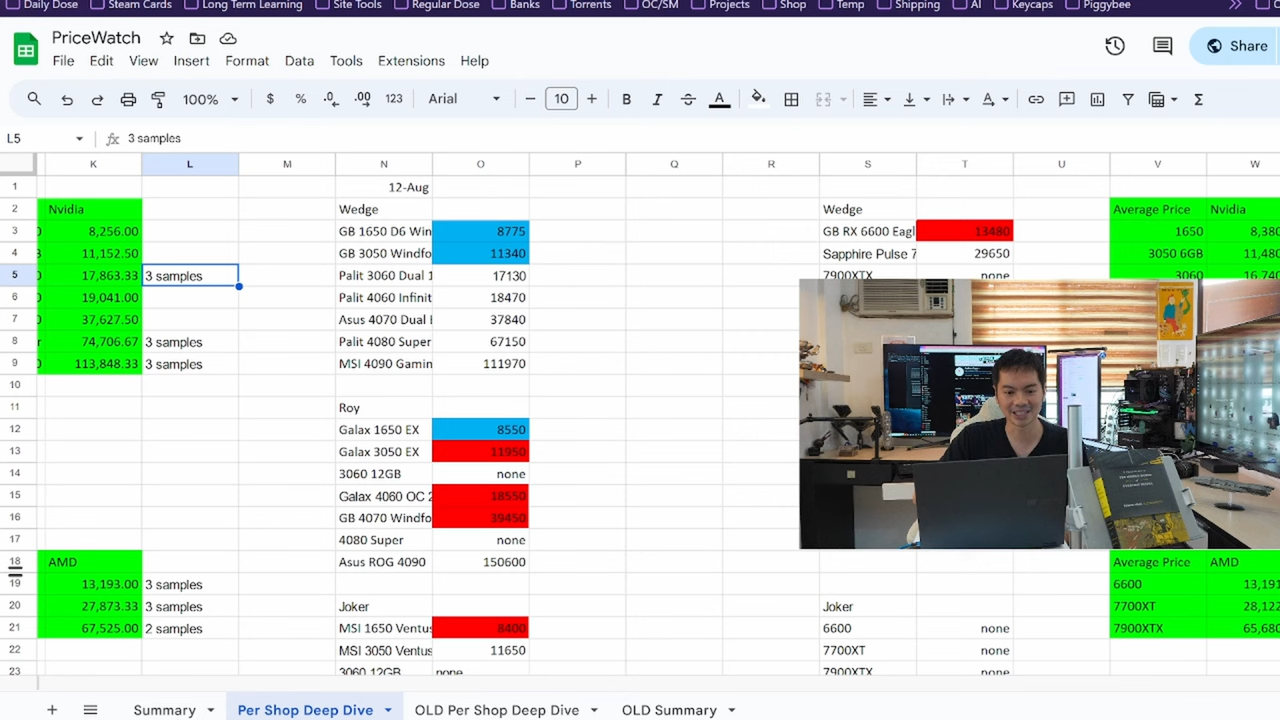 Daily Dose Steam Cards Long Term Learning Site Tools Regular Dose Banks Torrents OC/SM Projects Shop Temp Shipping AI Keycaps Piggybee
PriceWatch
File Edit View Insert Format Data Tools Extensions Help
Share
100% $ % .0 .00 123 Arial 10 B I A
L5 fx 3 samples
K L M N O P Q R S T U V W
1 12-Aug
2 Nvidia Wedge Wedge Average Price Nvidia
3 8,256.00 GB 1650 D6 Win 8775 GB RX 6600 Eagl 13480 1650 8,380
4 11,152.50 GB 3050 Windfo 11340 Sapphire Pulse 7 29650 3050 6GB 11,480
5 17,863.33 3 samples Palit 3060 Dual 1 17130 7900XTX none 3060 16,740
6 19,041.00 Palit 4060 Infinit 18470
7 37,627.50 Asus 4070 Dual 37840
8 74,706.67 3 samples Palit 4080 Super 67150
9 113,848.33 3 samples MSI 4090 Gamin 111970
10
11 Roy
12 Galax 1650 EX 8550
13 Galax 3050 EX 11950
14 3060 12GB none
15 Galax 4060 OC 2 18550
16 GB 4070 Windfo 39450
17 4080 Super none
18 AMD Asus ROG 4090 150600 Average Price AMD
19 13,193.00 3 samples 6600 13,191
20 27,873.33 3 samples Joker Joker 7700XT 28,122
21 67,525.00 2 samples MSI 1650 Ventus 8400 6600 none 7900XTX 65,680
22 MSI 3050 Ventus 11650 7700XT none
23 3060 12GB none 7900XTX none
+ Summary Per Shop Deep Dive OLD Per Shop Deep Dive OLD Summary